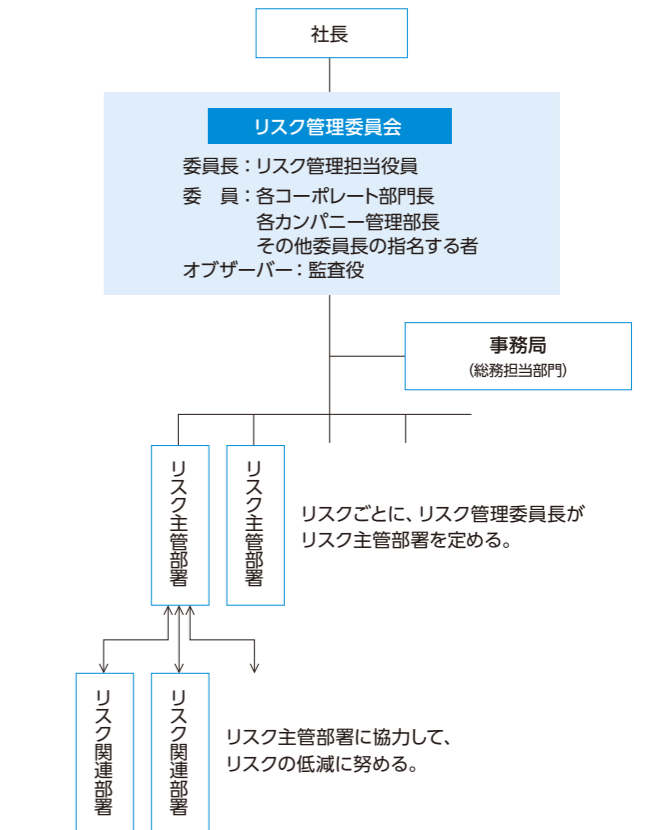 社長
リスク管理委員会
委員長：リスク管理担当役員
委　員：各コーポレート部門長
各カンパニー管理部長
その他委員長の指名する者
オブザーバー：監査役
事務局
(総務担当部門)
リスク主管部署
リスク主管部署
リスクごとに、リスク管理委員長が
リスク主管部署を定める。
リスク関連部署
リスク関連部署
リスク主管部署に協力して、
リスクの低減に努める。